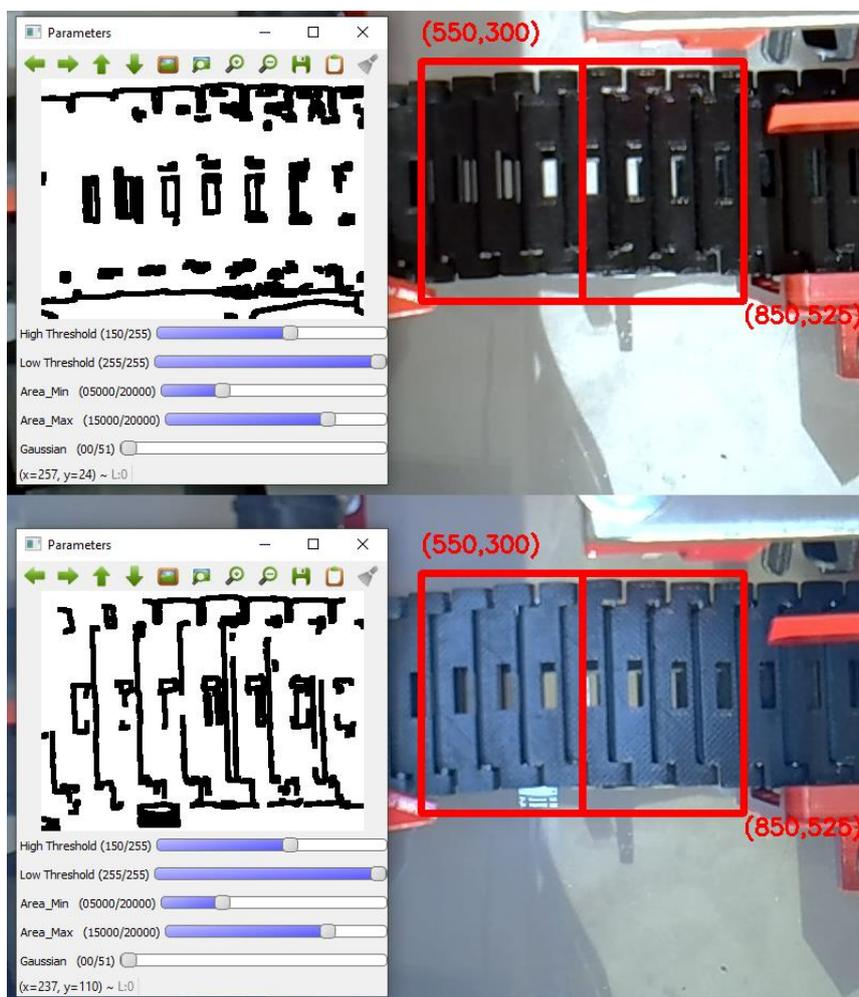 Parameters
(550,300)
(850,525)
High Threshold (150/255)
Low Threshold (255/255)
Area_Min (05000/20000)
Area_Max (15000/20000)
Gaussian (00/51)
(x=257, y=24) ~ L:0
Parameters
(550,300)
(850,525)
High Threshold (150/255)
Low Threshold (255/255)
Area_Min (05000/20000)
Area_Max (15000/20000)
Gaussian (00/51)
(x=237, y=110) ~ L:0